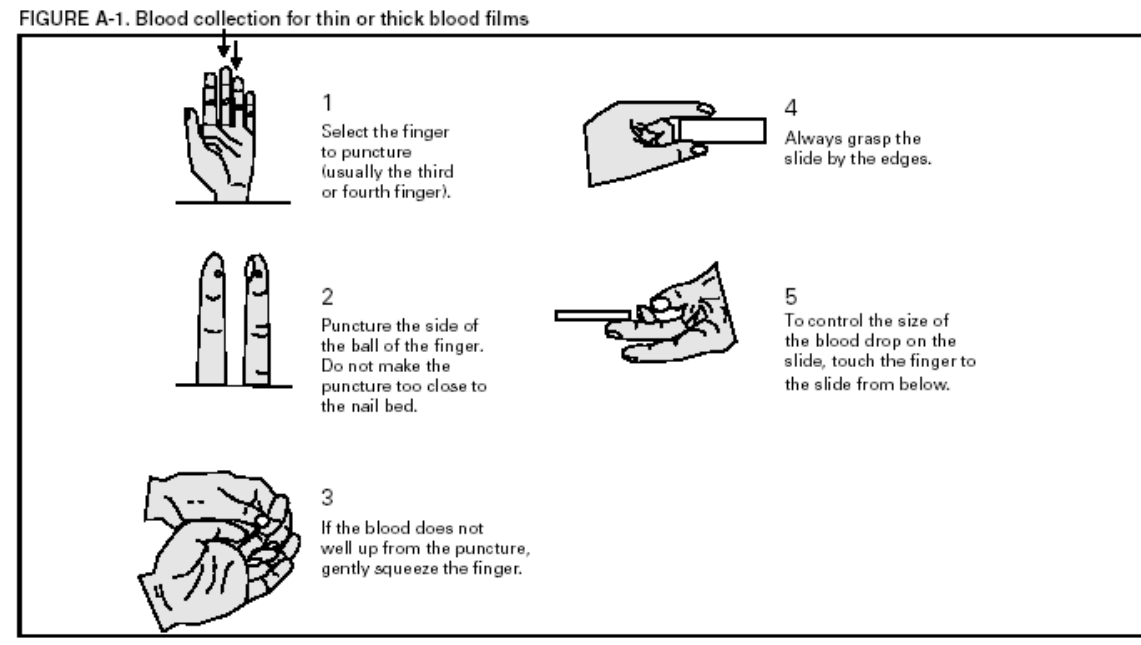 FIGURE A-1. Blood collection for thin or thick blood films
1
Select the finger
to puncture
(usually the third
or fourth finger).
2
Puncture the side of
the ball of the finger.
Do not make the
puncture too close to
the nail bed.
3
If the blood does not
well up from the puncture,
gently squeeze the finger.
4
Always grasp the
slide by the edges.
5
To control the size of
the blood drop on the
slide, touch the finger to
the slide from below.